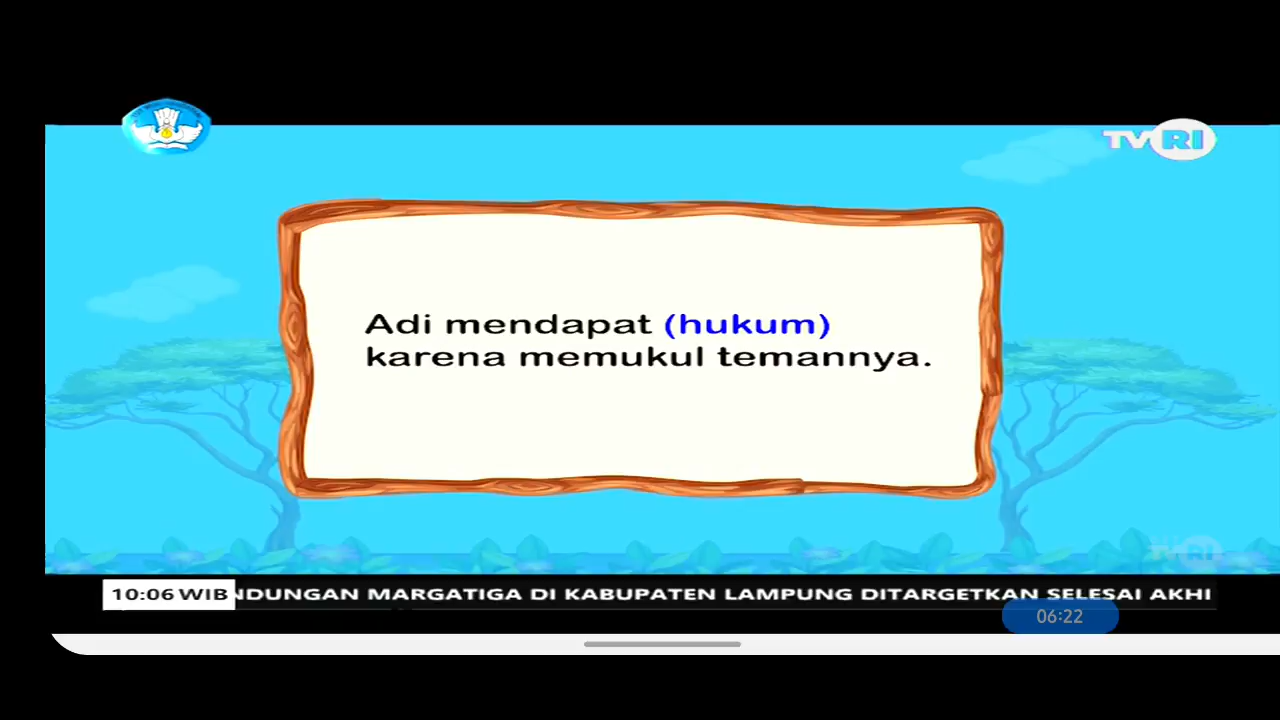 TVRI
Adi mendapat (hukum)
karena memukul temannya.
TVRI
10:06 WIB NDUNGAN MARGATIGA DI KABUPATEN LAMPUNG DITARGETKAN SELESAI AKHI
06:22